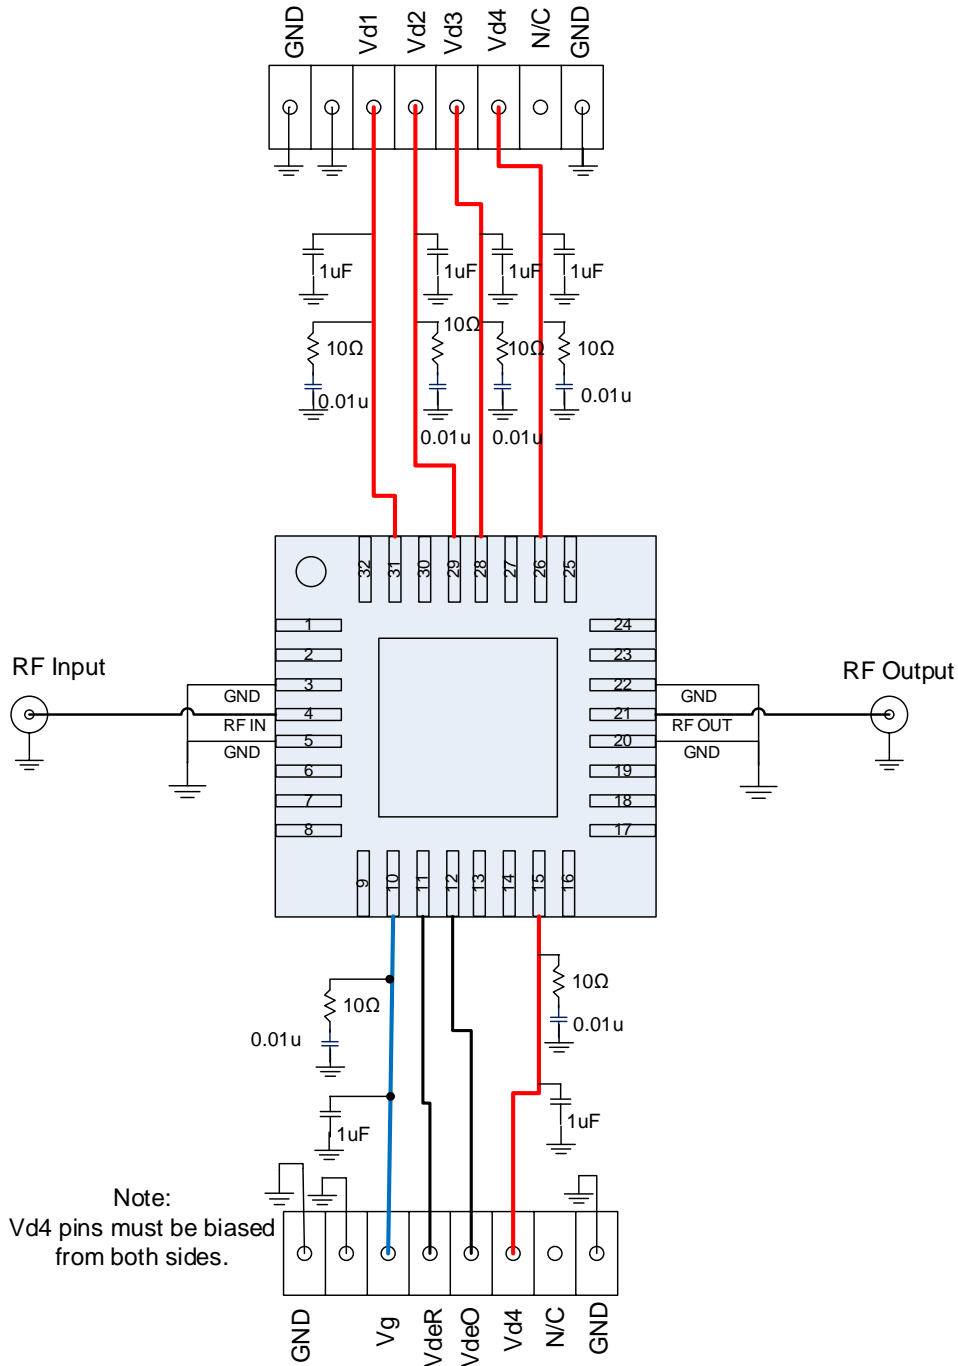 GND
Vd1
Vd2
Vd3
Vd4
N/C
GND
1uF
1uF
1uF
1uF
10Ω
10Ω
10Ω
10Ω
0.01u
0.01u
0.01u
0.01u
32
31
30
29
28
27
26
25
1
2
3
4
5
6
7
8
24
23
22
21
20
19
18
17
RF Input
GND
RF IN
GND
RF Output
GND
RF OUT
GND
9
10
11
12
13
14
15
16
10Ω
0.01u
1uF
10Ω
0.01u
1uF
Note:
Vd4 pins must be biased
from both sides.
GND
Vg
VdeR
VdeO
Vd4
N/C
GND